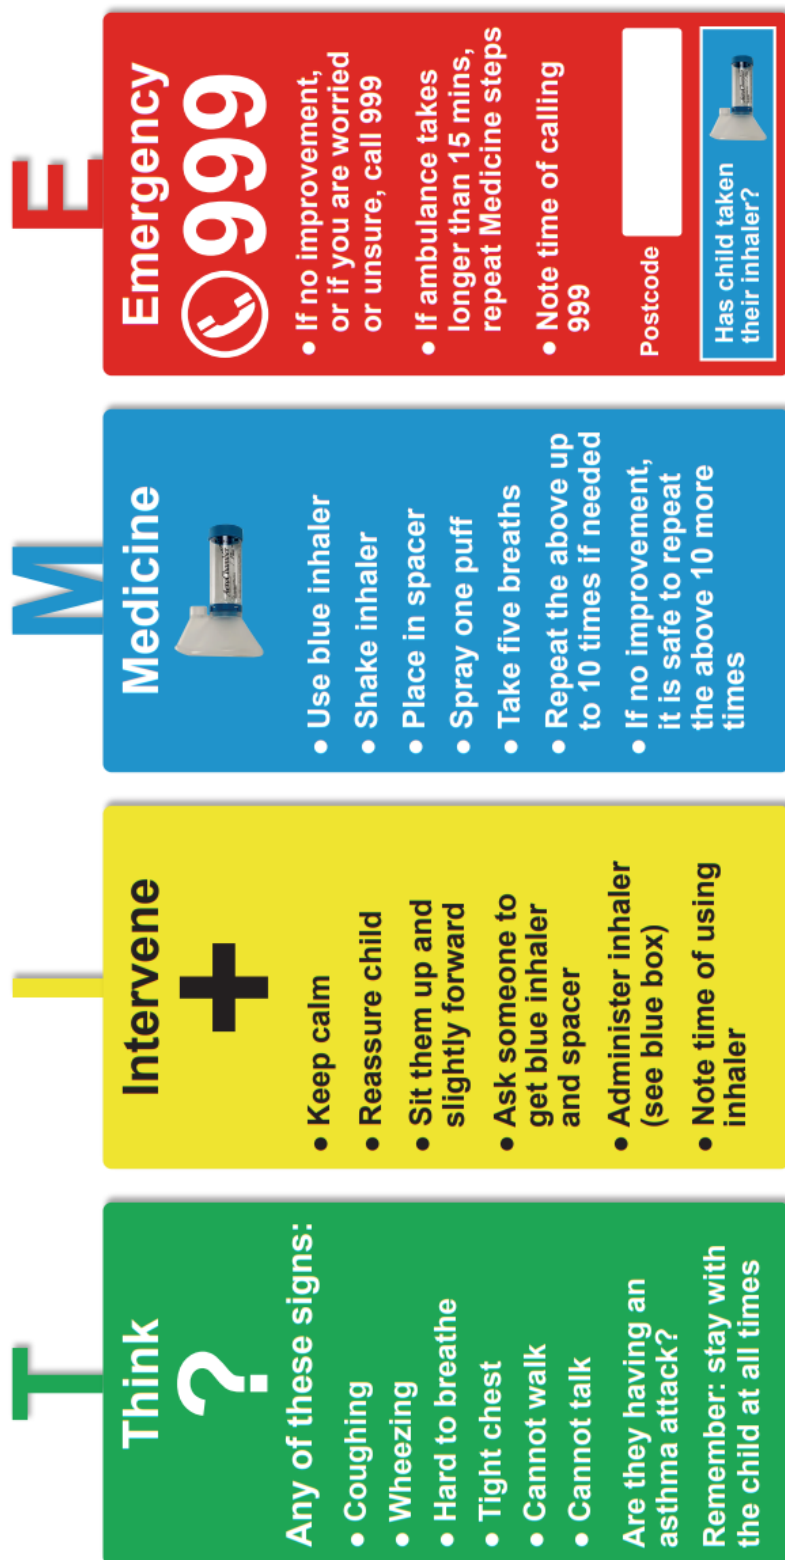 T
Think
?
Any of these signs:
• Coughing
• Wheezing
• Hard to breathe
• Tight chest
• Cannot walk
• Cannot talk
Are they having an
asthma attack?
Remember: stay with
the child at all times
I
Intervene
• Keep calm
• Reassure child
• Sit them up and
slightly forward
• Ask someone to
get blue inhaler
and spacer
• Administer inhaler
(see blue box)
• Note time of using
inhaler
M
Medicine
• Use blue inhaler
• Shake inhaler
• Place in spacer
• Spray one puff
• Take five breaths
• Repeat the above up
to 10 times if needed
• If no improvement,
it is safe to repeat
the above 10 more
times
E
Emergency
999
• If no improvement,
or if you are worried
or unsure, call 999
• If ambulance takes
longer than 15 mins,
repeat Medicine steps
• Note time of calling
999
Postcode
Has child taken
their inhaler?